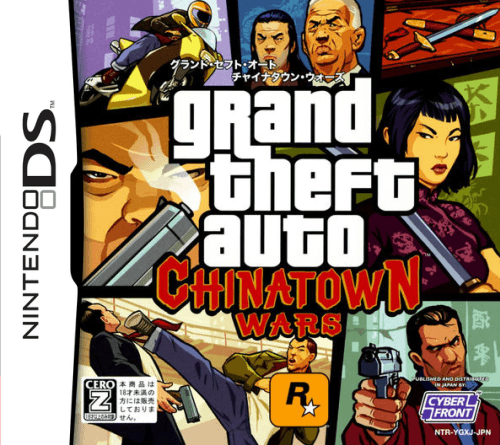 NINTENDODS™
グランド・セフト・オート
チャイナタウン・ウォーズ
grand
theft
auto
CHINATOWN
WARS
CERO
Z
本商品は
18才未満の
方には販売
しておりま
せん。
R
PUBLISHED AND DISTRIBUTED
IN JAPAN BY
CYBER
FRONT
NTR-YGXJ-JPN